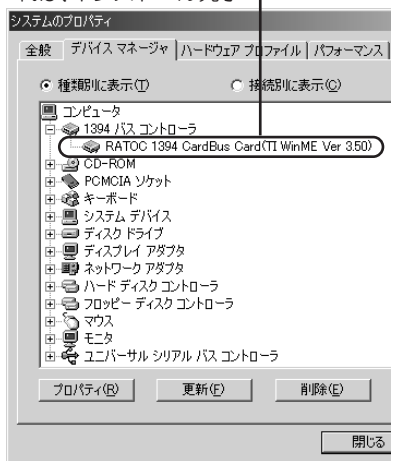 システムのプロパティ
全般 デバイス マネージャ ハードウェア プロファイル パフォーマンス
種類別に表示(T) 接続別に表示(C)
コンピュータ
1394 バス コントローラ
RATOC 1394 CardBus Card(TI WinME Ver 3.50)
CD-ROM
PCMCIA ソケット
キーボード
システム デバイス
ディスク ドライブ
ディスプレイ アダプタ
ネットワーク アダプタ
ハード ディスク コントローラ
フロッピー ディスク コントローラ
マウス
モニタ
ユニバーサル シリアル バス コントローラ
プロパティ(R) 更新(F) 削除(E)
閉じる